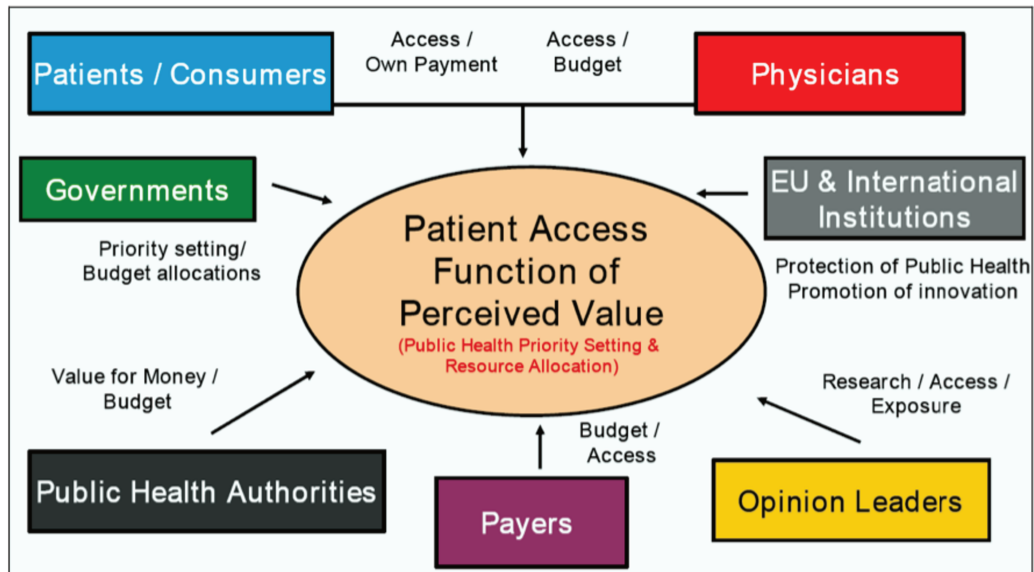 Patients / Consumers
Access /
Own Payment
Access /
Budget
Physicians
Governments
Priority setting/
Budget allocations
EU & International
Institutions
Protection of Public Health
Promotion of innovation
Patient Access
Function of
Perceived Value
(Public Health Priority Setting &
Resource Allocation)
Value for Money /
Budget
Research / Access /
Exposure
Budget /
Access
Public Health Authorities
Payers
Opinion Leaders